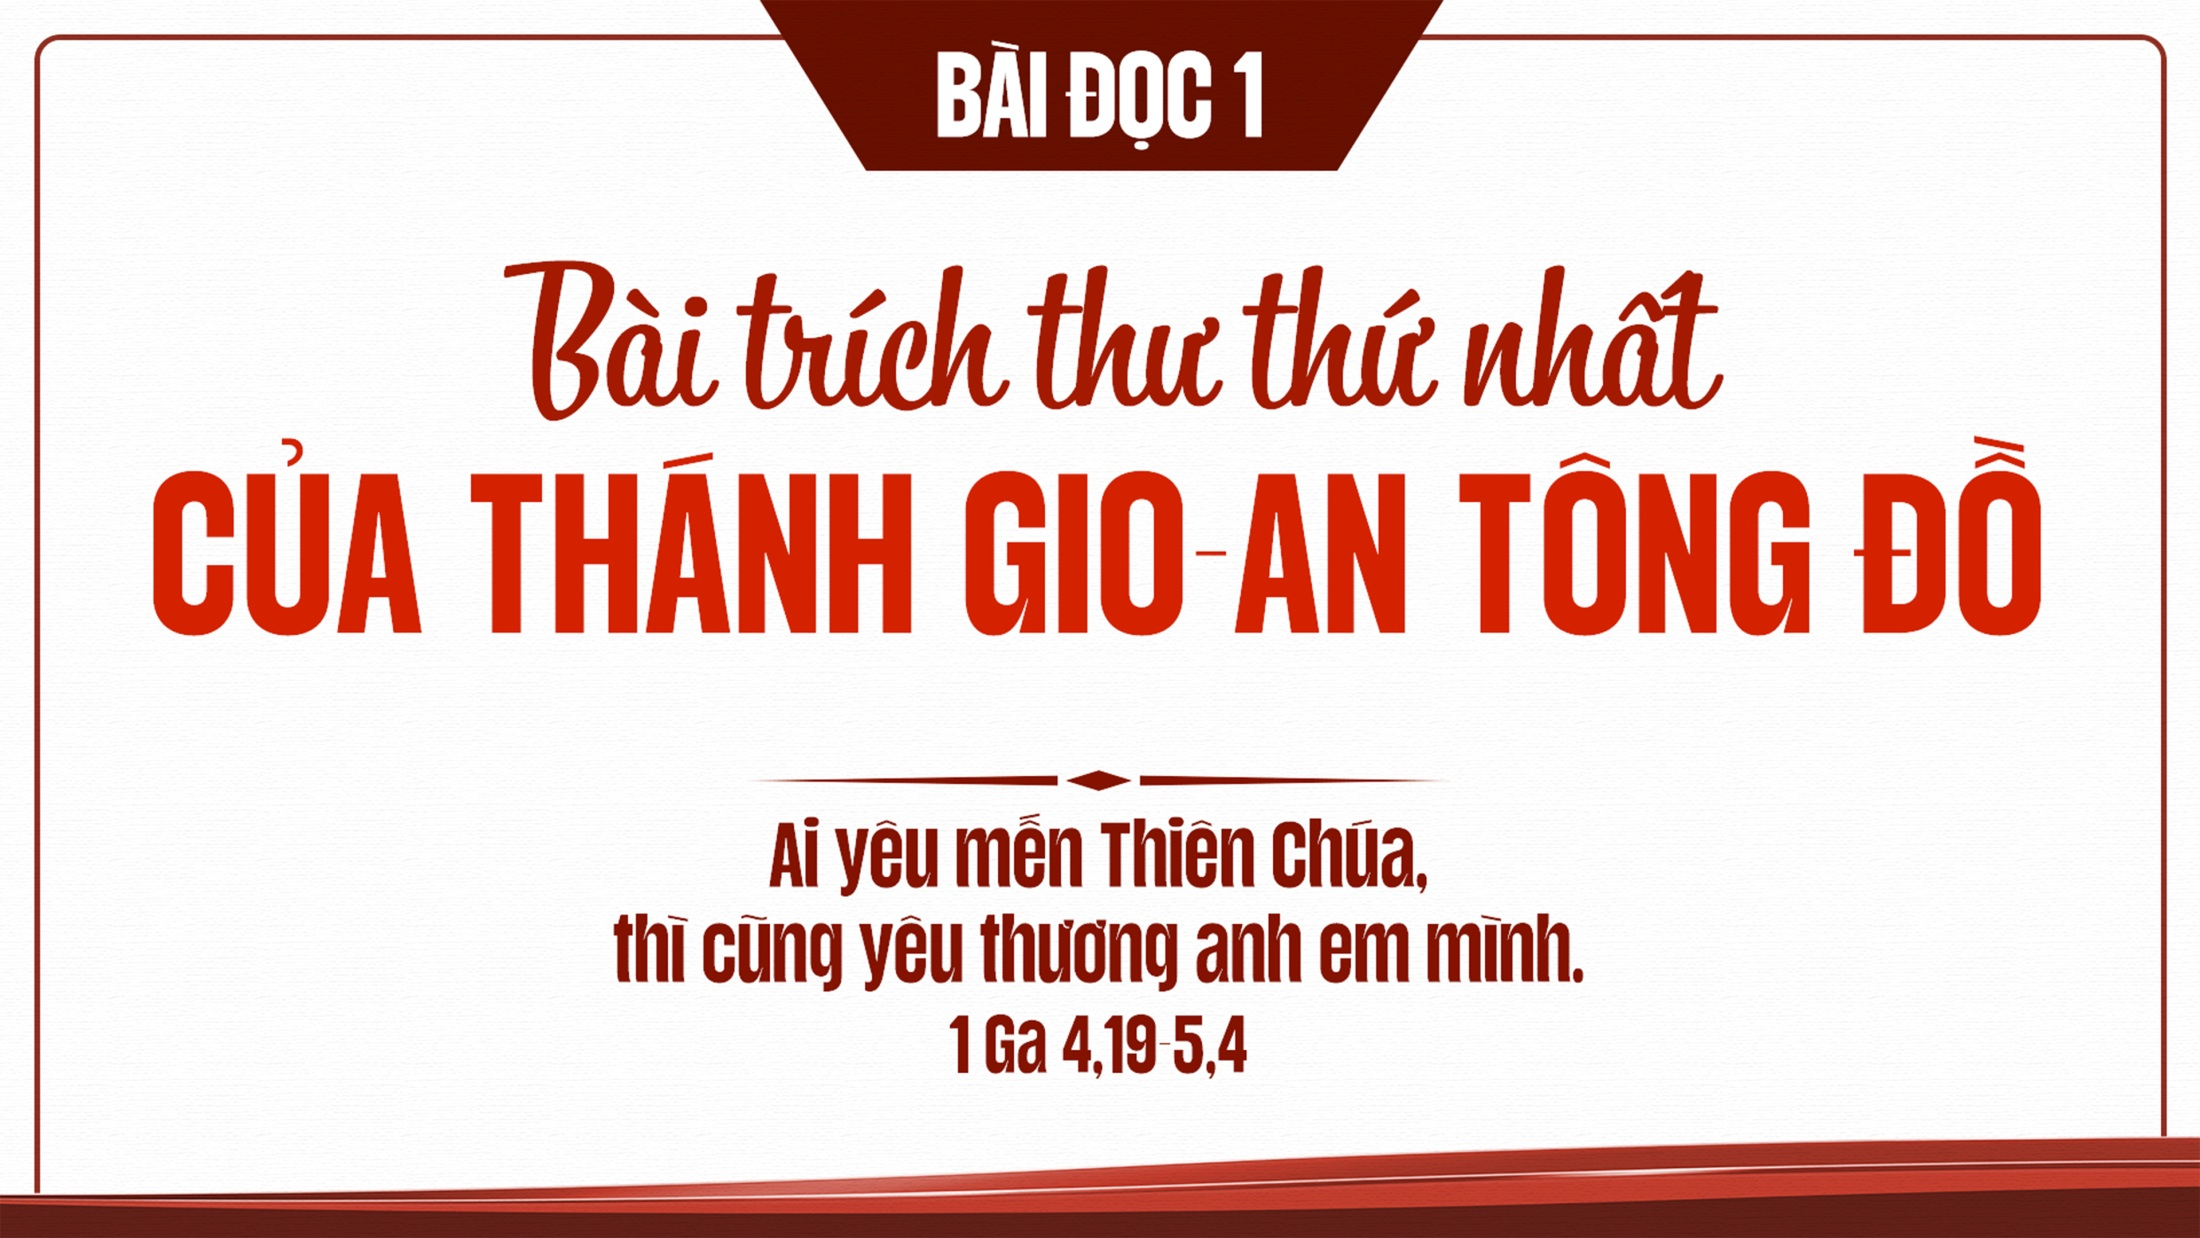 BÀI ĐỌC 1
Bài trích thư thứ nhất
CỦA THÁNH GIO-AN TÔNG ĐỒ
Ai yêu mến Thiên Chúa,
thì cũng yêu thương anh em mình.
1 Ga 4,19-5,4